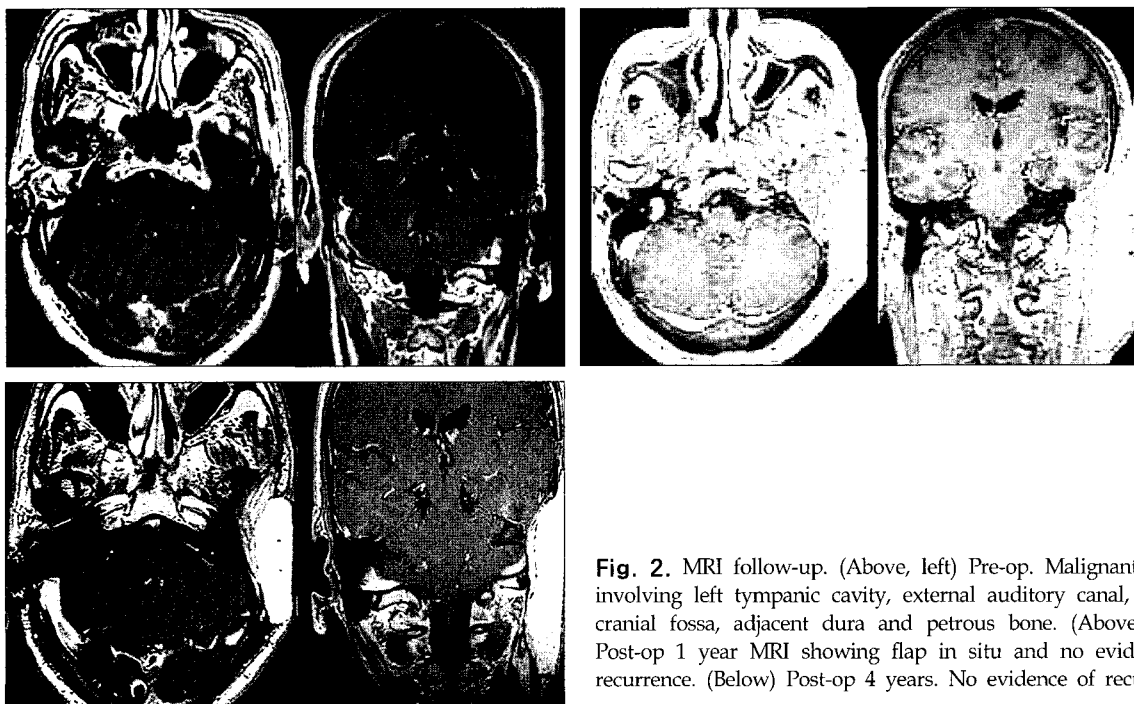 Fig. 2. MRI follow-up. (Above, left) Pre-op. Malignant
involving left tympanic cavity, external auditory canal,
cranial fossa, adjacent dura and petrous bone. (Above
Post-op 1 year MRI showing flap in situ and no evid
recurrence. (Below) Post-op 4 years. No evidence of rec